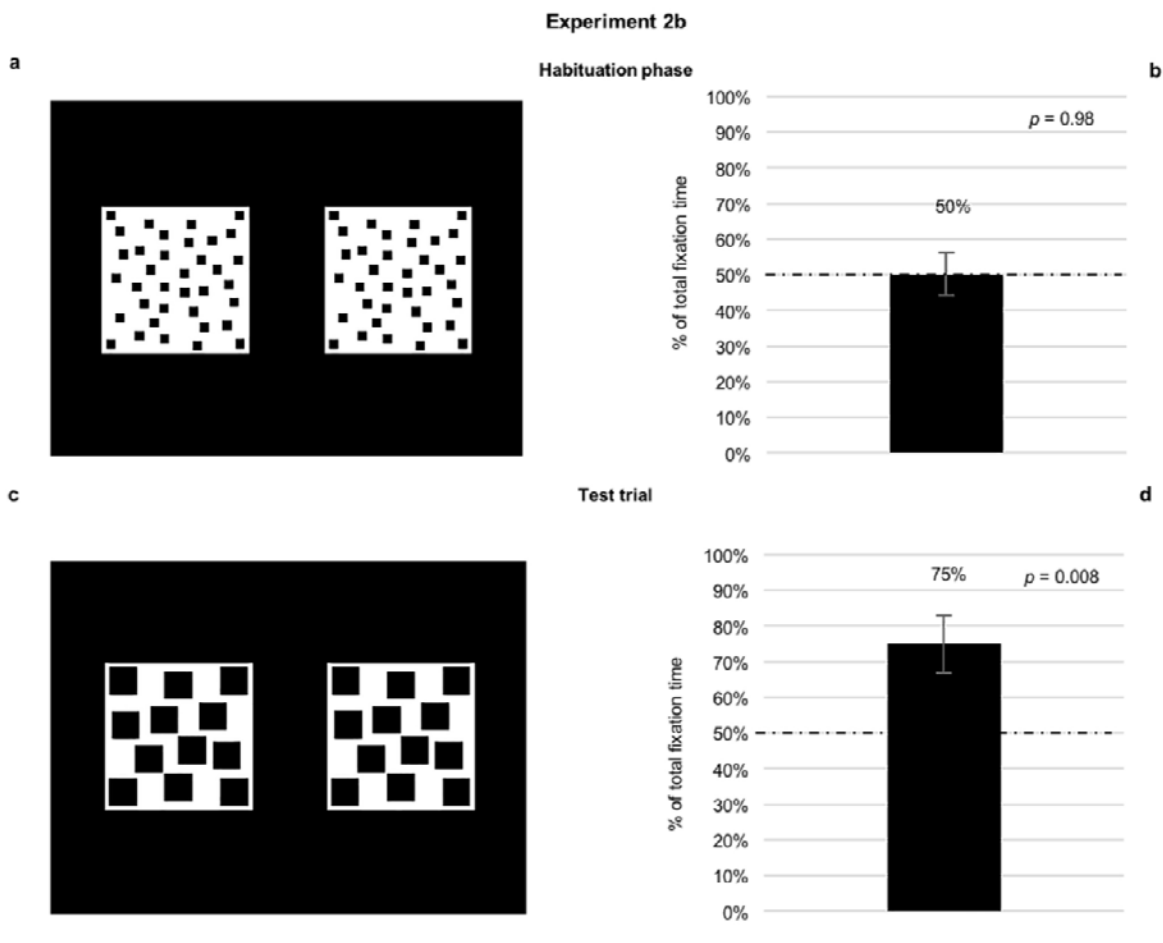 Experiment 2b
a
Habituation phase
b
% of total fixation time
100%
90%
80%
70%
60%
50%
40%
30%
20%
10%
0%
p = 0.98
50%
c
Test trial
d
% of total fixation time
100%
90%
80%
70%
60%
50%
40%
30%
20%
10%
0%
75%
p = 0.008